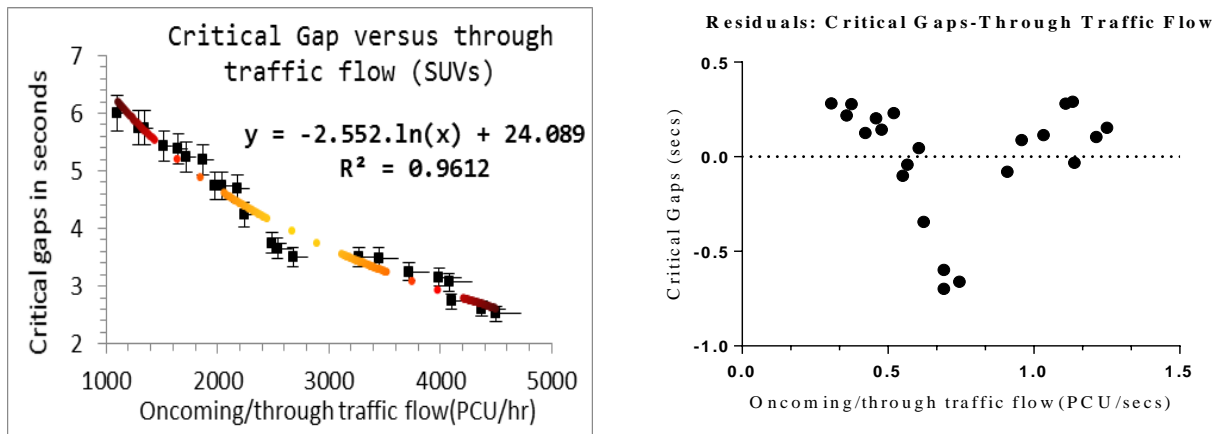 Critical Gap versus through
traffic flow (SUVs)
y = -2.552.ln(x) + 24.089
R² = 0.9612
7
6
5
4
3
2
Critical gaps in seconds
1000 2000 3000 4000 5000
Oncoming/through traffic flow(PCU/hr)
Residuals: Critical Gaps-Through Traffic Flow
0.5
0.0
-0.5
-1.0
Critical Gaps (secs)
0.0 0.5 1.0 1.5
Oncoming/through traffic flow (PCU/secs)